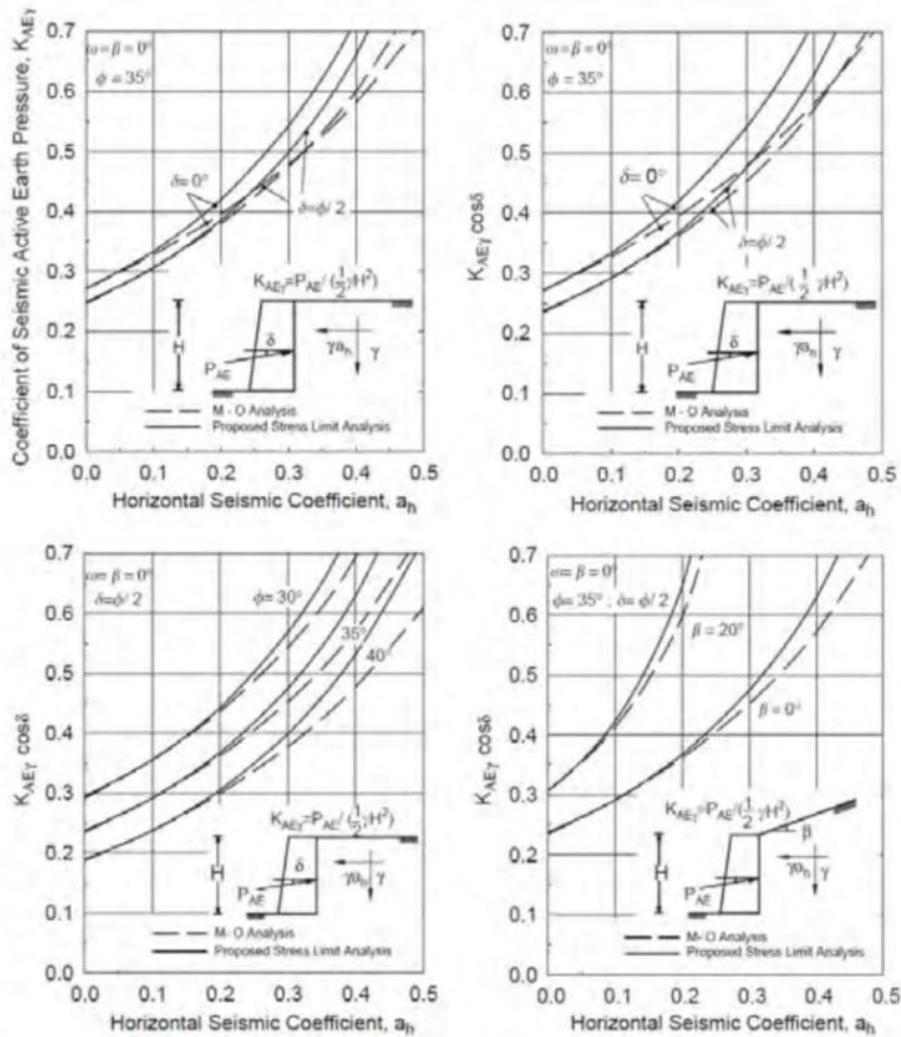 Coefficient of Seismic Active Earth Pressure, K_AEγ
0.7
0.6
0.5
0.4
0.3
0.2
0.1
0.0
ω=β=0°
ϕ=35°
δ=0°
δ=ϕ/2
K_AEγ=P_AE/(½γH²)
H
δ
P_AE
γα_h
γ
M - O Analysis
Proposed Stress Limit Analysis
0.0 0.1 0.2 0.3 0.4 0.5
Horizontal Seismic Coefficient, a_h
K_AEγ cosδ
0.7
0.6
0.5
0.4
0.3
0.2
0.1
0.0
ω=β=0°
ϕ=35°
δ=0°
δ=ϕ/2
K_AEγ=P_AE/(½γH²)
H
δ
P_AE
γα_h
γ
M - O Analysis
Proposed Stress Limit Analysis
0.0 0.1 0.2 0.3 0.4 0.5
Horizontal Seismic Coefficient, a_h
K_AEγ cosδ
0.7
0.6
0.5
0.4
0.3
0.2
0.1
0.0
ω=β=0°
δ=ϕ/2
ϕ=30°
35°
40°
K_AEγ=P_AE/(½γH²)
H
δ
P_AE
γα_h
γ
M - O Analysis
Proposed Stress Limit Analysis
0.0 0.1 0.2 0.3 0.4 0.5
Horizontal Seismic Coefficient, a_h
K_AEγ cosδ
0.7
0.6
0.5
0.4
0.3
0.2
0.1
0.0
ω=β=0°
ϕ=35° ; δ=ϕ/2
β=20°
β=0°
K_AEγ=P_AE/(½γH²)
β
H
P_AE
γα_h
γ
M- O Analysis
Proposed Stress Limit Analysis
0.0 0.1 0.2 0.3 0.4 0.5
Horizontal Seismic Coefficient, a_h